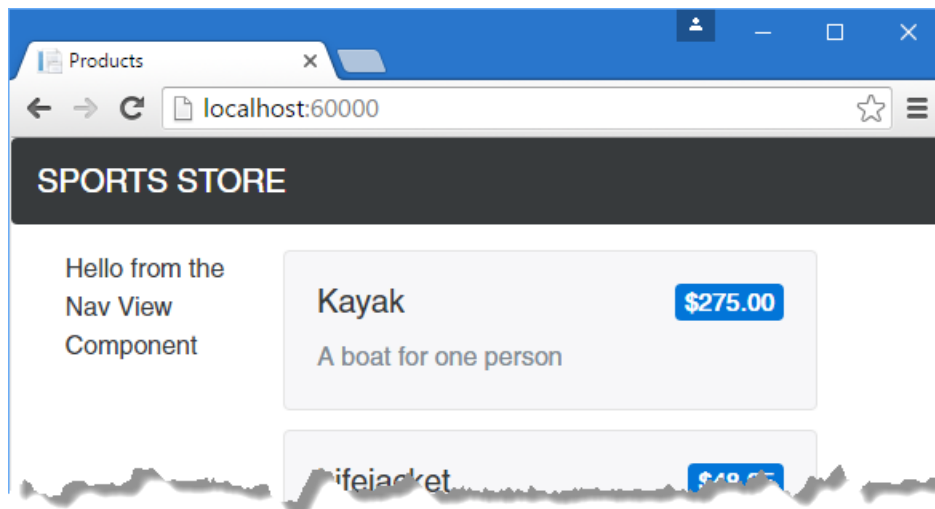 Products
localhost:60000
SPORTS STORE
Hello from the
Nav View
Component
Kayak
$275.00
A boat for one person